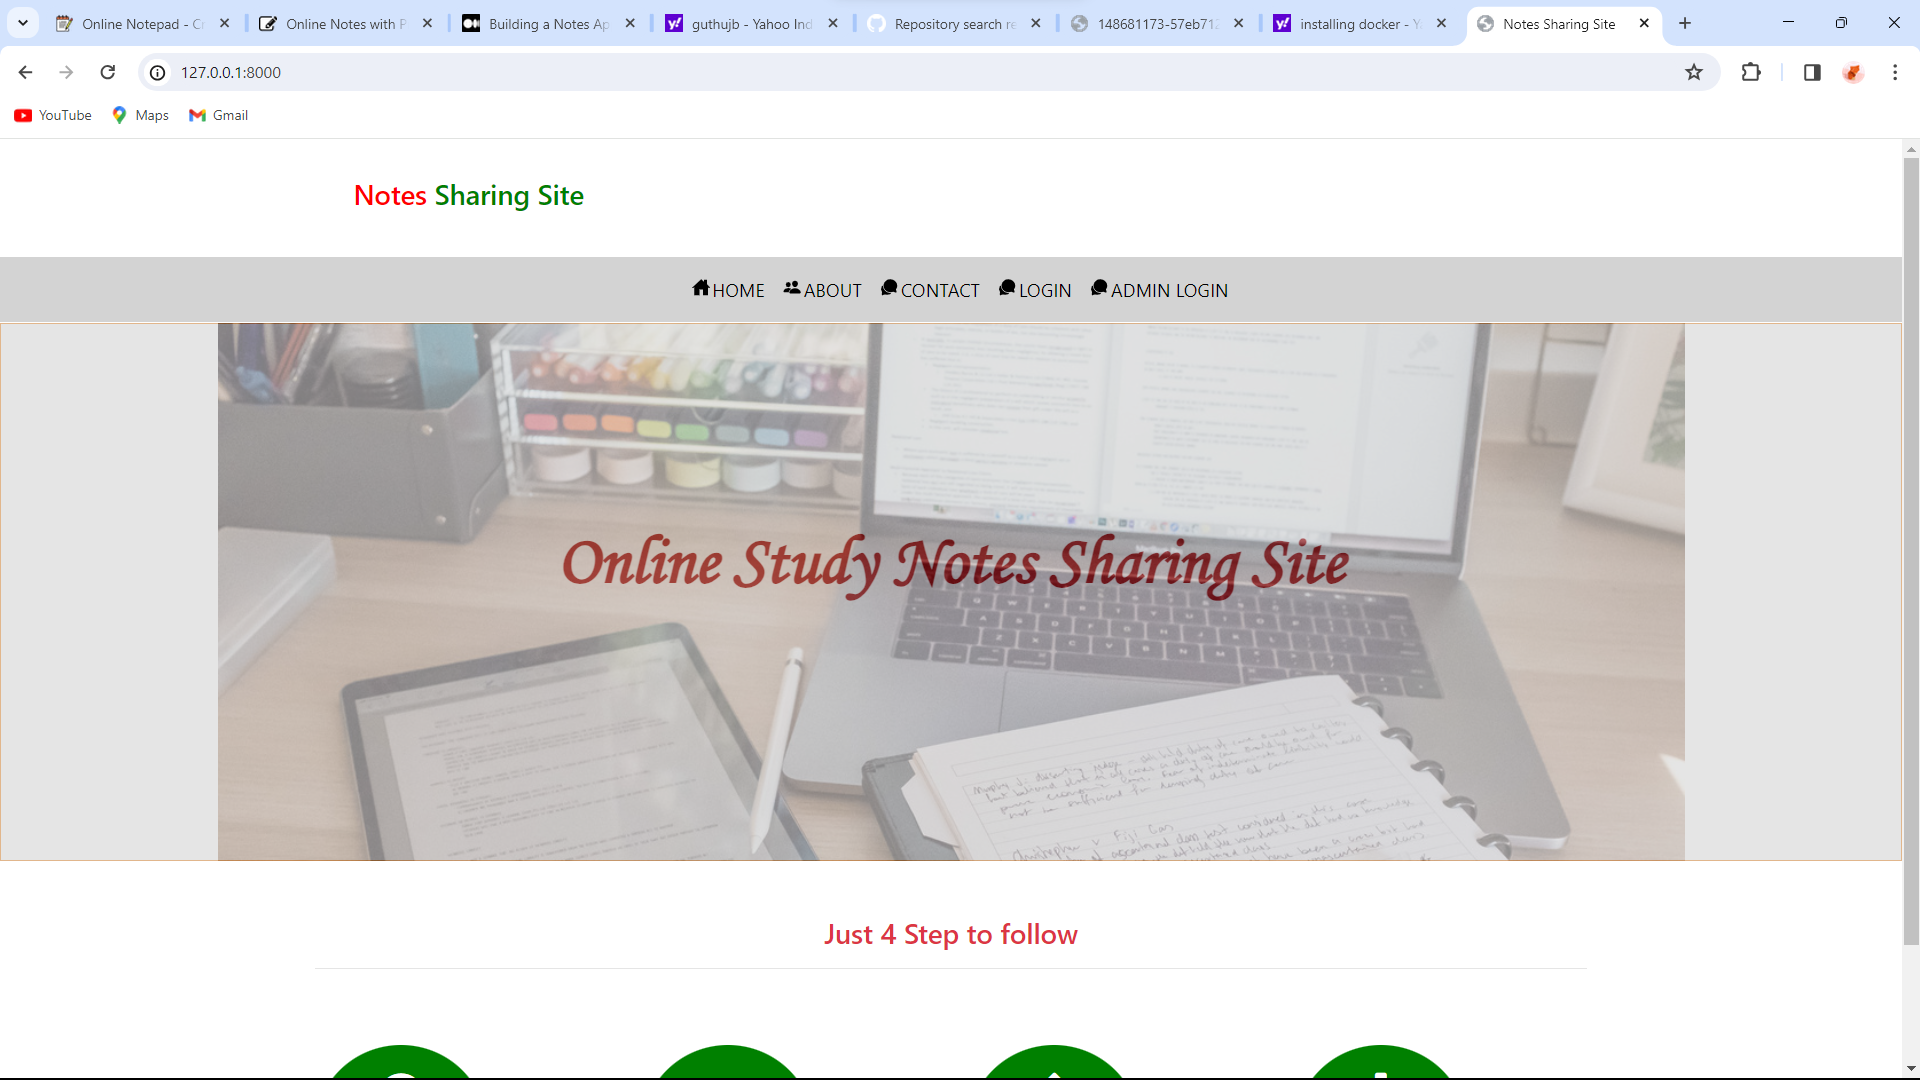 Online Notepad - Cr
Online Notes with P
Building a Notes Ap
guthujb - Yahoo Ind
Repository search re
148681173-57eb712
installing docker - Y
Notes Sharing Site
127.0.0.1:8000
YouTube
Maps
Gmail
Notes Sharing Site
HOME
ABOUT
CONTACT
LOGIN
ADMIN LOGIN
Online Study Notes Sharing Site
Just 4 Step to follow